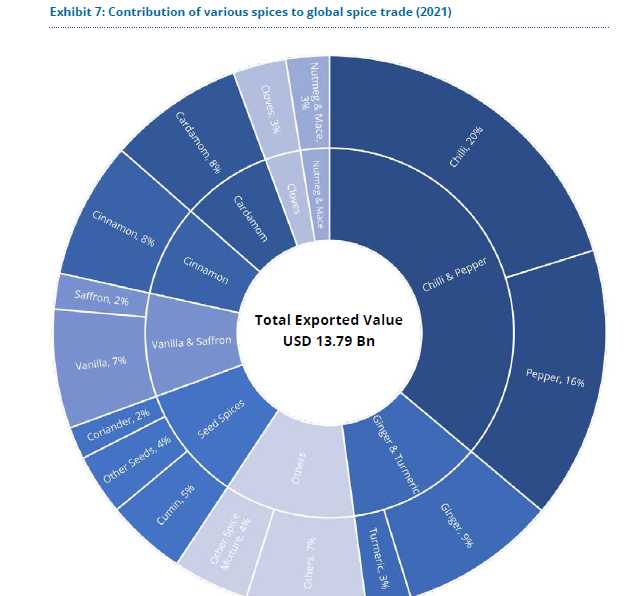 Exhibit 7: Contribution of various spices to global spice trade (2021)
Nutmeg & Mace,
3%
Cloves, 3%
Cardamom, 8%
Cinnamon, 8%
Saffron, 2%
Vanilla, 7%
Coriander, 2%
Other Seeds, 4%
Cumin, 5%
Other Spice
Mixture, 4%
Others, 7%
Turmeric, 3%
Ginger, 9%
Pepper, 16%
Chilli, 20%
Nutmeg & Mace
Cloves
Cardamom
Cinnamon
Vanilla & Saffron
Seed Spices
Others
Ginger & Turmeric
Chilli & Pepper
Total Exported Value
USD 13.79 Bn